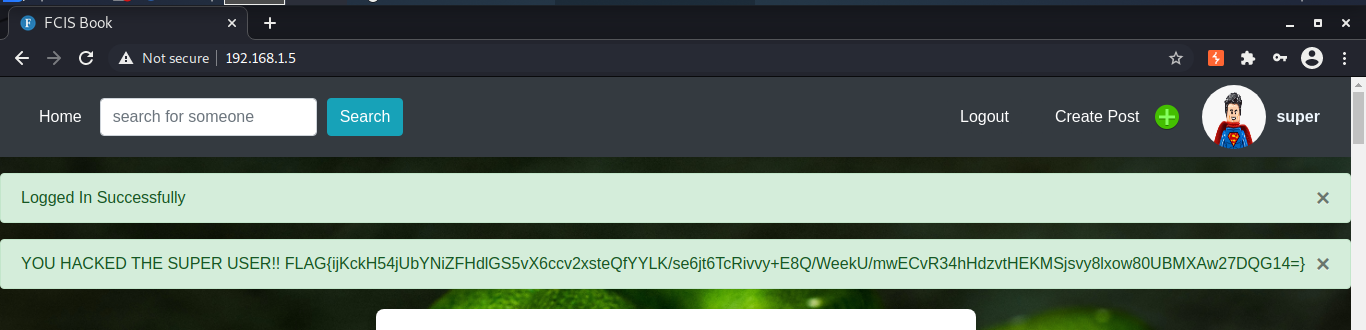 FCIS Book
Not secure 192.168.1.5
Home search for someone Search Logout Create Post super
Logged In Successfully
YOU HACKED THE SUPER USER!! FLAG{ijKckH54jUbYNiZFHdlGS5vX6ccv2xsteQfYYLK/se6jt6TcRivvy+E8Q/WeekU/mwECvR34hHdzvtHEKMSjsvy8lxow80UBMXAw27DQG14=}